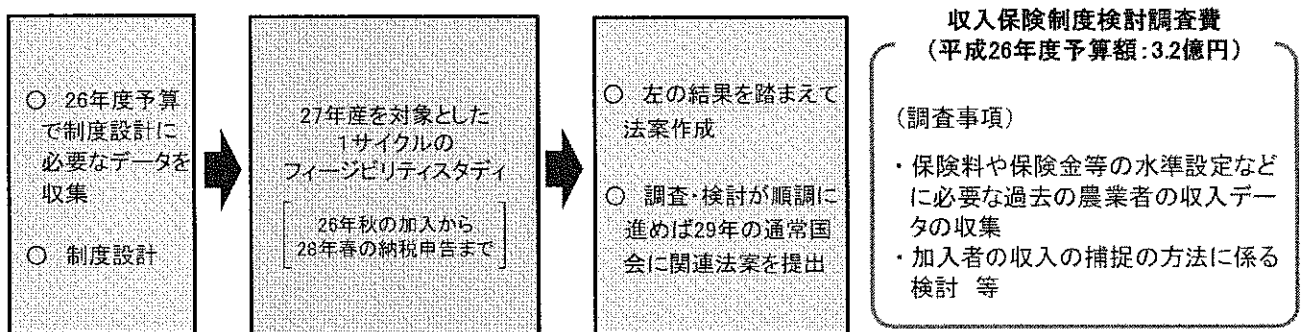 ○ 26年度予算
で制度設計に
必要なデータを
収集
○ 制度設計
27年産を対象とした
1サイクルの
フィージビリティスタディ
26年秋の加入から
28年春の納税申告まで
○ 左の結果を踏まえて
法案作成
○ 調査・検討が順調に
進めば29年の通常国
会に関連法案を提出
収入保険制度検討調査費
(平成26年度予算額:3.2億円)
(調査事項)
・保険料や保険金等の水準設定など
に必要な過去の農業者の収入デー
タの収集
・加入者の収入の捕捉の方法に係る
検討 等